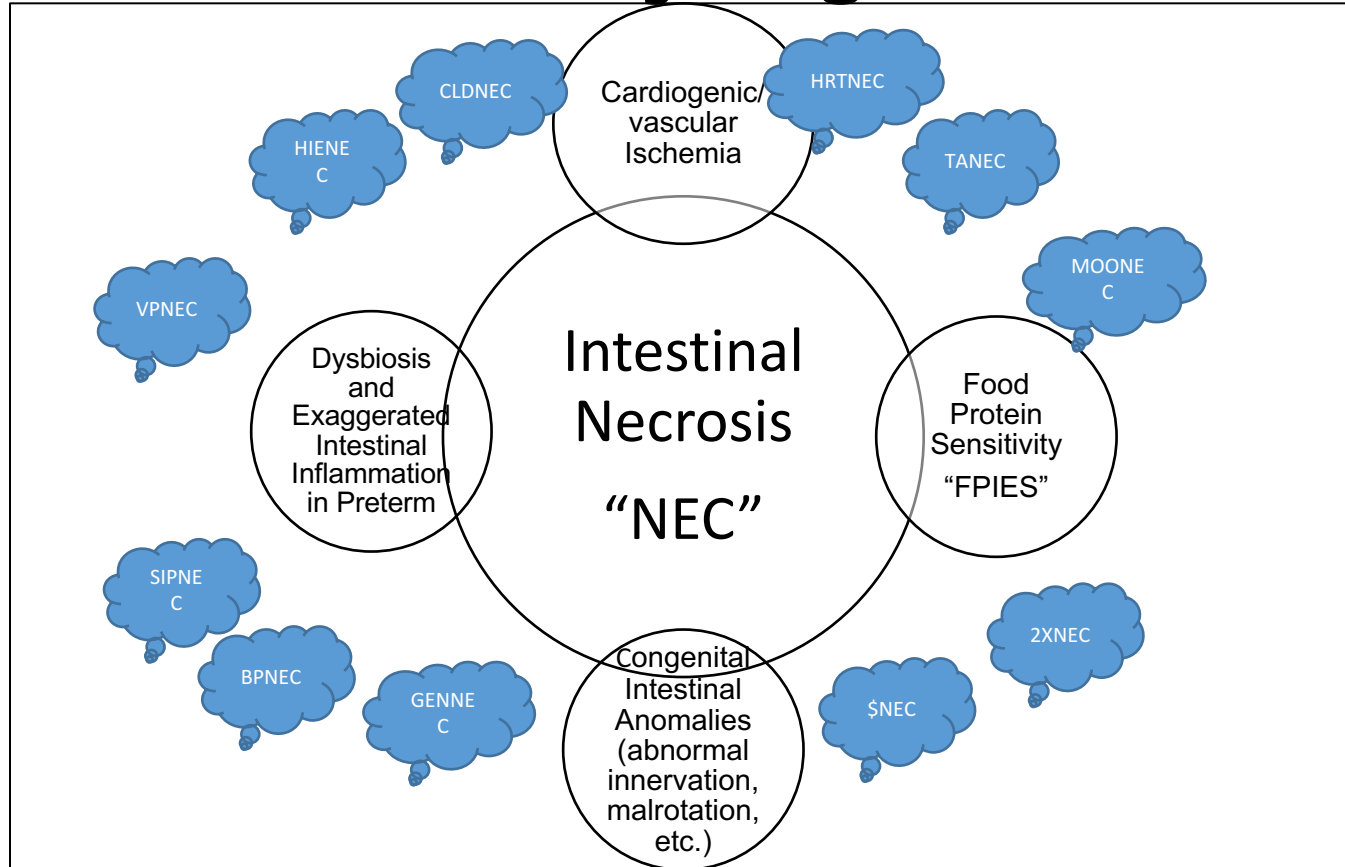 CLDNEC
HRTNEC
HIENE
C
Cardiogenic/
vascular
Ischemia
TANEC
MOONE
C
VPNEC
Dysbiosis
and
Exaggerated
Intestinal
Inflammation
in Preterm
Intestinal
Necrosis
“NEC”
Food
Protein
Sensitivity
“FPIES”
SIPNE
C
BPNEC
GENNE
C
Congenital
Intestinal
Anomalies
(abnormal
innervation,
malrotation,
etc.)
$NEC
2XNEC